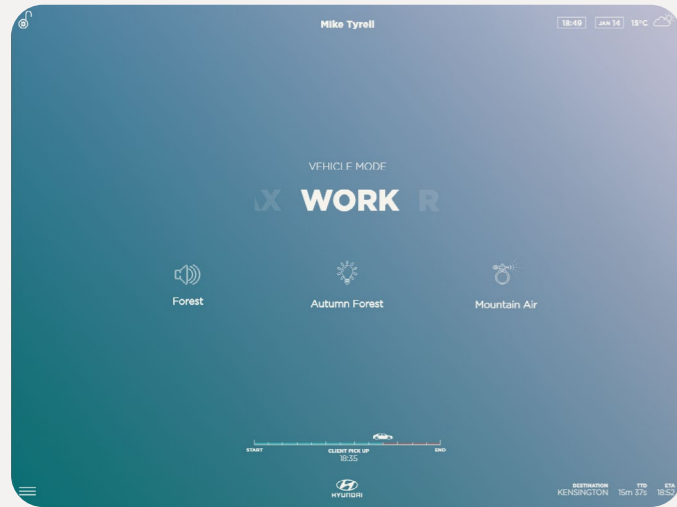 Mike Tyrell
18:49 JAN 14 15°C
VEHICLE MODE
X WORK R
Forest Autumn Forest Mountain Air
START CLIENT PICK UP END
18:35
HYUNDAI
DESTINATION TTD ETA
KENSINGTON 15m 37s 18:52